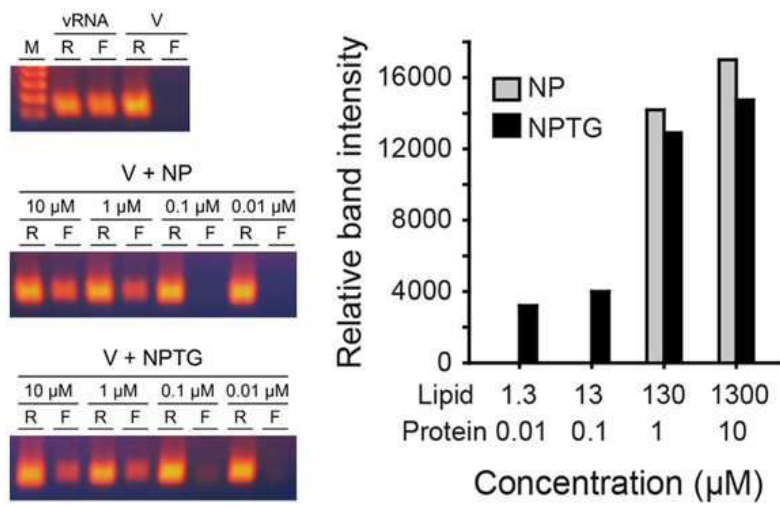 vRNA V
M R F R F
V + NP
10 µM 1 µM 0.1 µM 0.01 µM
R F R F R F R F
V + NPTG
10 µM 1 µM 0.1 µM 0.01 µM
R F R F R F R F
Relative band intensity
16000
12000
8000
4000
0
NP
NPTG
Lipid 1.3 13 130 1300
Protein 0.01 0.1 1 10
Concentration (µM)